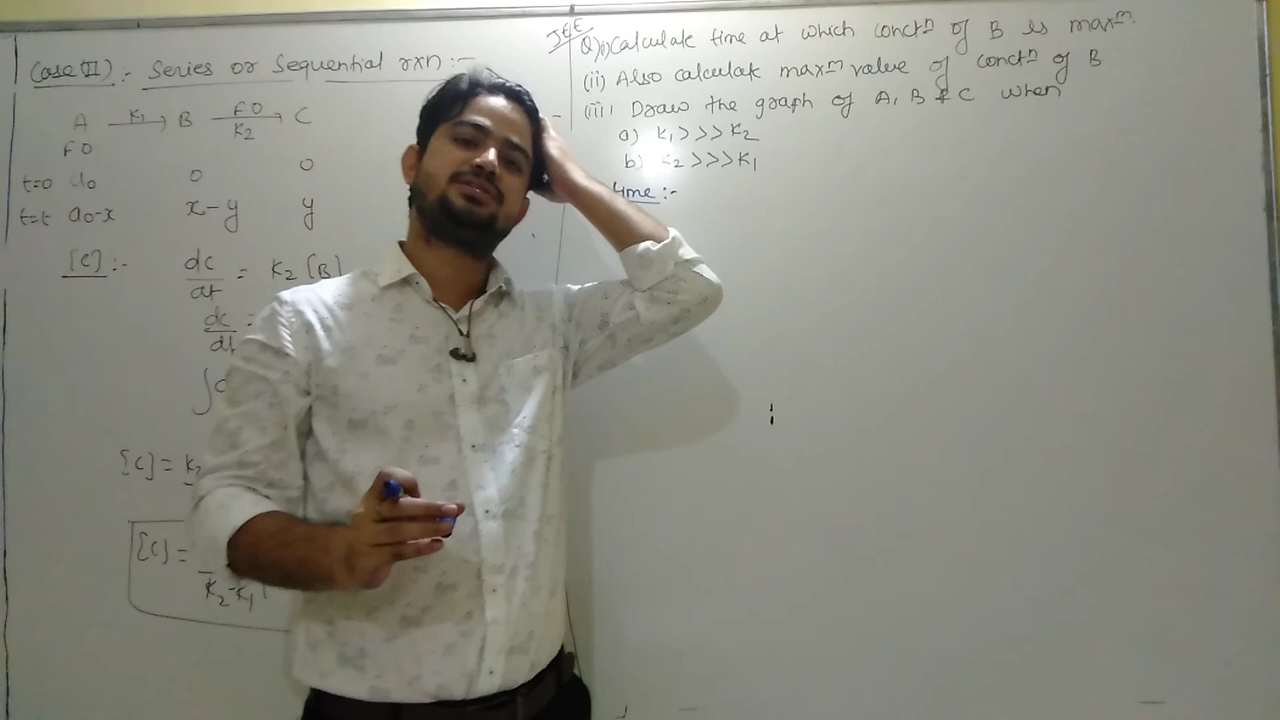 Case II) :- Series or Sequential rxn :-
A K₁→ B FO→ K₂ C
FO
t=0 a₀ 0 0
t=t a₀-x x-y y
[C] :- dc/dt = K₂ [B]
dc/dt =
∫
[C] = K₂
[C] =
K₂-K₁
JEE
Q) i) Calculate time at which conctⁿ of B is maxᵐ.
(ii) Also calculate maxᵐ value of conctⁿ of B
(iii) Draw the graph of A, B & C when
a) K₁>>>K₂
b) K₂>>>K₁
time :-